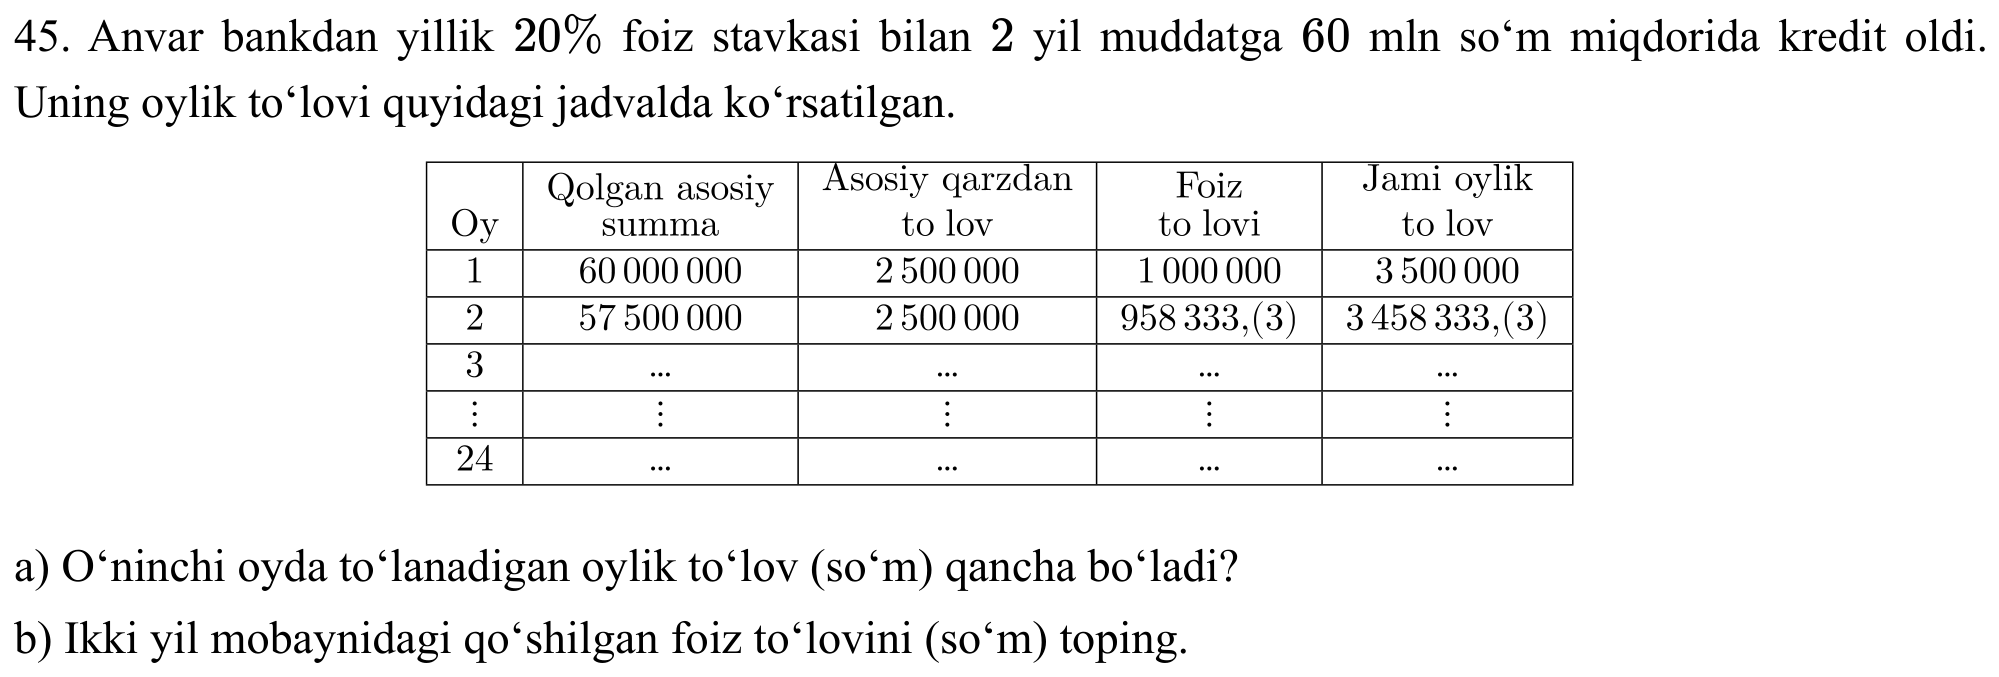 45. Anvar bankdan yillik 20% foiz stavkasi bilan 2 yil muddatga 60 mln so‘m miqdorida kredit oldi.
Uning oylik to‘lovi quyidagi jadvalda ko‘rsatilgan.
Oy | Qolgan asosiy summa | Asosiy qarzdan to lov | Foiz to lovi | Jami oylik to lov
1 | 60 000 000 | 2 500 000 | 1 000 000 | 3 500 000
2 | 57 500 000 | 2 500 000 | 958 333,(3) | 3 458 333,(3)
3 | ... | ... | ... | ...
⋮ | ⋮ | ⋮ | ⋮ | ⋮
24 | ... | ... | ... | ...
a) O‘ninchi oyda to‘lanadigan oylik to‘lov (so‘m) qancha bo‘ladi?
b) Ikki yil mobaynidagi qo‘shilgan foiz to‘lovini (so‘m) toping.